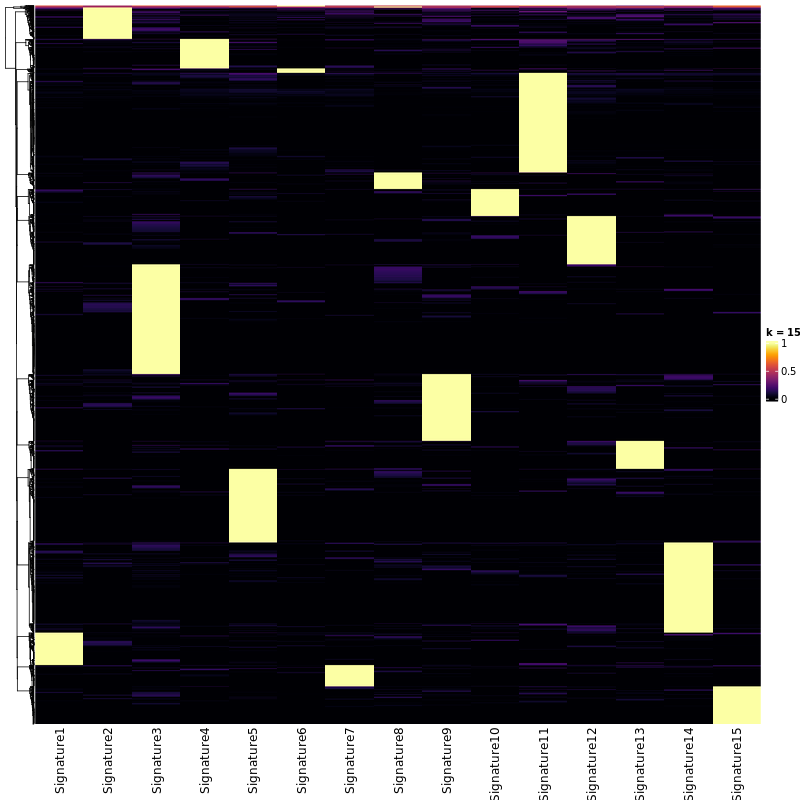 k = 15
1
0.5
0
Signature1
Signature2
Signature3
Signature4
Signature5
Signature6
Signature7
Signature8
Signature9
Signature10
Signature11
Signature12
Signature13
Signature14
Signature15